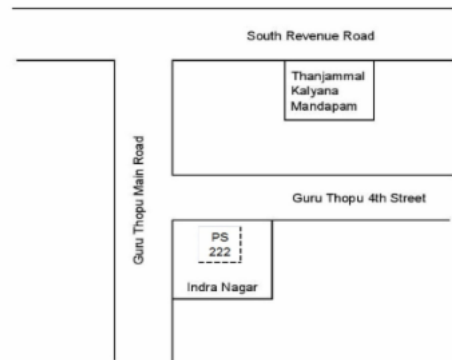 South Revenue Road
Thanjammal
Kalyana
Mandapam
Guru Thopu Main Road
Guru Thopu 4th Street
PS
222
Indra Nagar